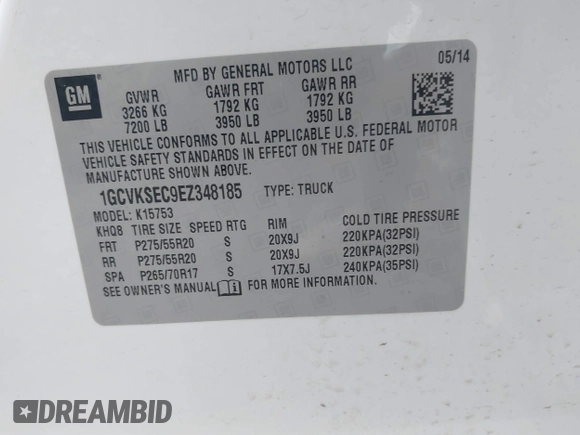 GM ®
MFD BY GENERAL MOTORS LLC
05/14
GVWR GAWR FRT GAWR RR
3266 KG 1792 KG 1792 KG
7200 LB 3950 LB 3950 LB
THIS VEHICLE CONFORMS TO ALL APPLICABLE U.S. FEDERAL MOTOR
VEHICLE SAFETY STANDARDS IN EFFECT ON THE DATE OF
MANUFACTURE SHOWN ABOVE.
1GCVKSEC9EZ348185 TYPE: TRUCK
MODEL: K15753
KHQ8 TIRE SIZE SPEED RTG RIM COLD TIRE PRESSURE
FRT P275/55R20 S 20X9J 220KPA(32PSI)
RR P275/55R20 S 20X9J 220KPA(32PSI)
SPA P265/70R17 S 17X7.5J 240KPA(35PSI)
SEE OWNER'S MANUAL FOR MORE INFORMATION.
DREAMBID